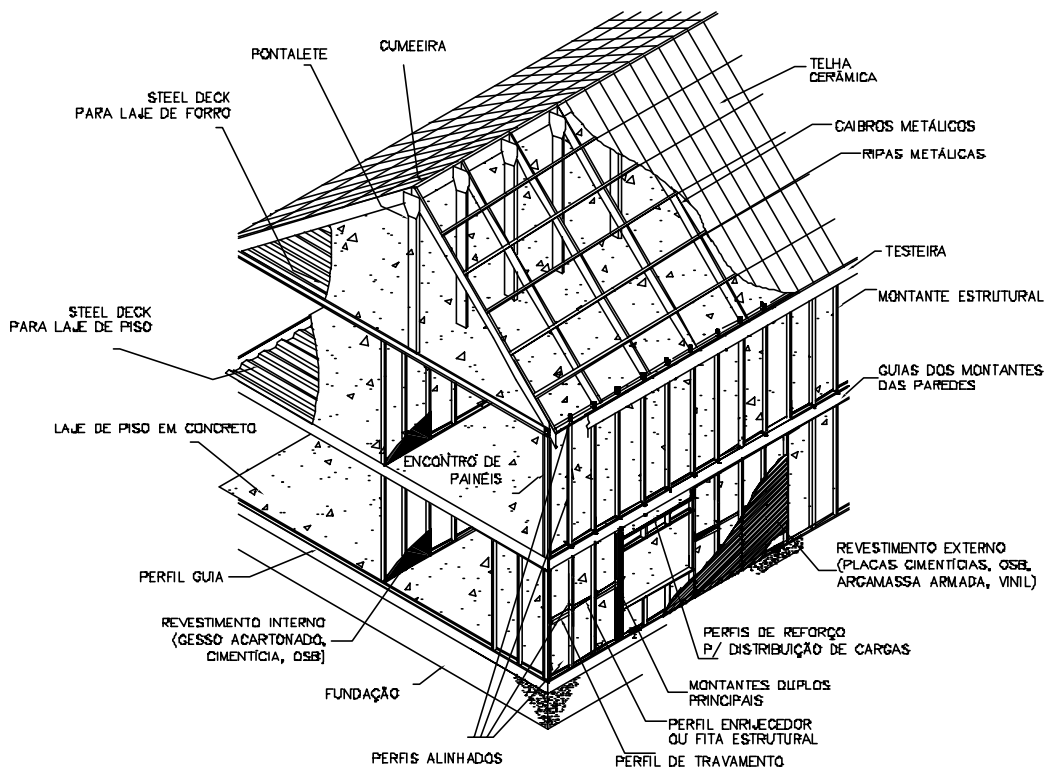 CUMEEIRA
PONTALETE
TELHA
CERÂMICA
STEEL DECK
PARA LAJE DE FORRO
CAIBROS METÁLICOS
RIPAS METÁLICAS
TESTEIRA
MONTANTE ESTRUTURAL
STEEL DECK
PARA LAJE DE PISO
GUIAS DOS MONTANTES
DAS PAREDES
LAJE DE PISO EM CONCRETO
ENCONTRO DE
PAINÉIS
REVESTIMENTO EXTERNO
(PLACAS CIMENTÍCIAS, OSB,
ARGAMASSA ARMADA, VINIL)
PERFIL GUIA
REVESTIMENTO INTERNO
(GESSO ACARTONADO,
CIMENTÍCIA, OSB)
PERFIS DE REFORÇO
P/ DISTRIBUIÇÃO DE CARGAS
FUNDAÇÃO
MONTANTES DUPLOS
PRINCIPAIS
PERFIL ENRIJECEDOR
OU FITA ESTRUTURAL
PERFIS ALINHADOS
PERFIL DE TRAVAMENTO